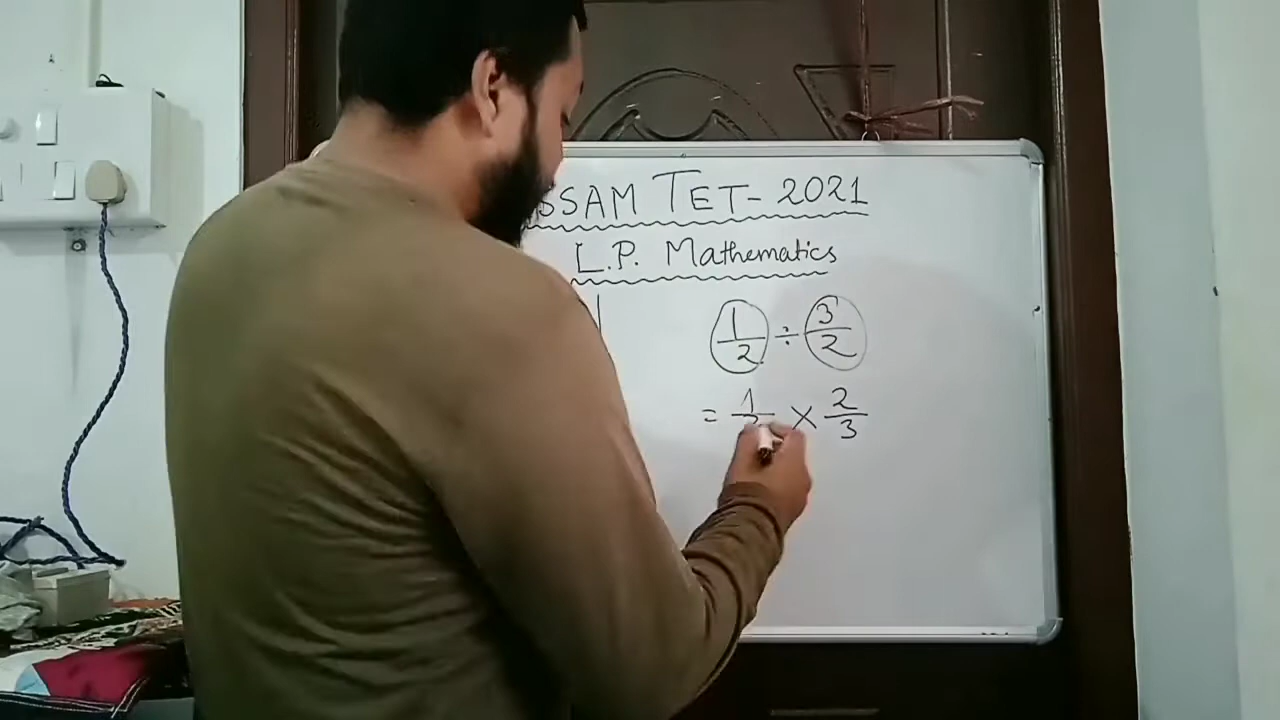 SSAM TET- 2021
L.P. Mathematics
1/2 ÷ 3/2
= 1/2 × 2/3